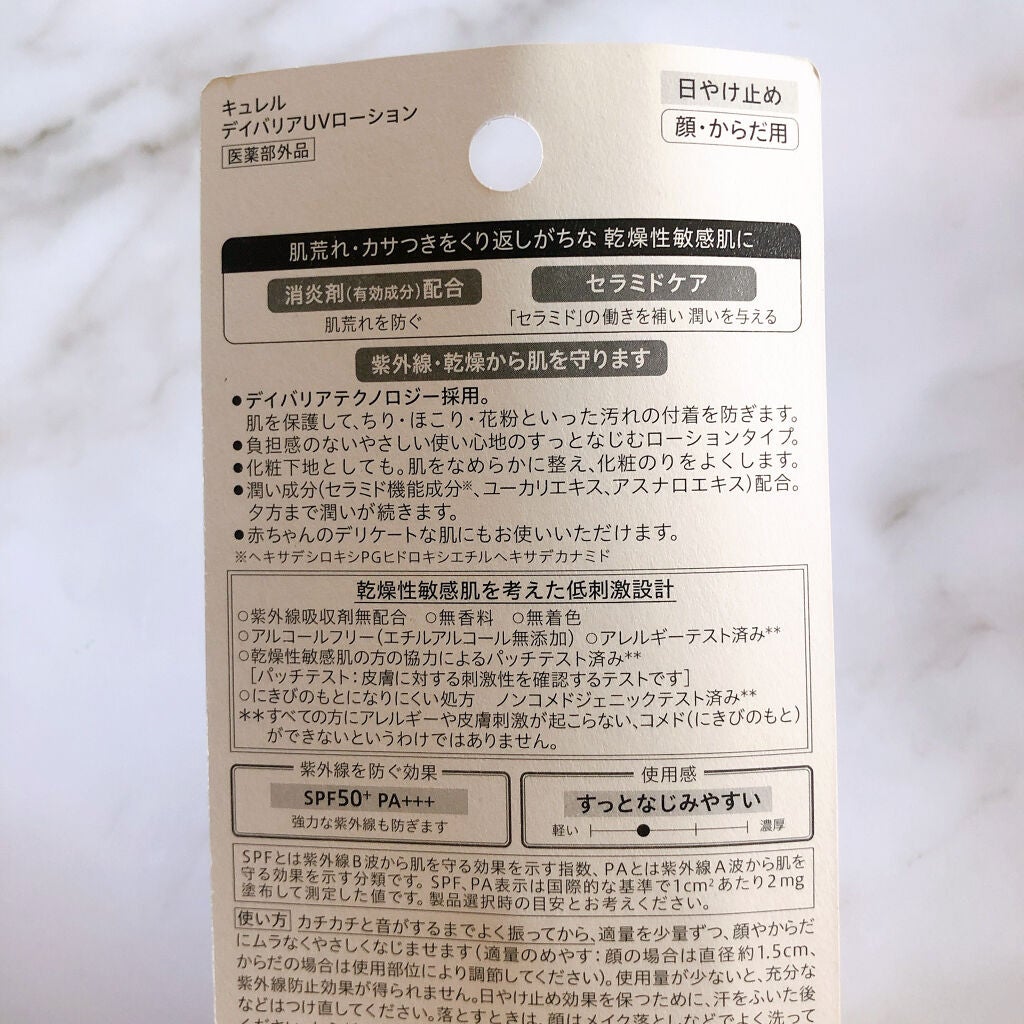 キュレル
デイバリアUVローション
医薬部外品
日やけ止め
顔・からだ用
肌荒れ・カサつきをくり返しがちな 乾燥性敏感肌に
消炎剤(有効成分)配合
肌荒れを防ぐ
セラミドケア
「セラミド」の働きを補い 潤いを与える
紫外線・乾燥から肌を守ります
●デイバリアテクノロジー採用。
肌を保護して、ちり・ほこり・花粉といった汚れの付着を防ぎます。
●負担感のないやさしい使い心地のすっとなじむローションタイプ。
●化粧下地としても。肌をなめらかに整え、化粧のりをよくします。
●潤い成分(セラミド機能成分※、ユーカリエキス、アスナロエキス)配合。
夕方まで潤いが続きます。
●赤ちゃんのデリケートな肌にもお使いいただけます。
※ヘキサデシロキシPGヒドロキシエチルヘキサデカナミド
乾燥性敏感肌を考えた低刺激設計
○紫外線吸収剤無配合 ○無香料 ○無着色
○アルコールフリー(エチルアルコール無添加) ○アレルギーテスト済み**
○乾燥性敏感肌の方の協力によるパッチテスト済み**
[パッチテスト:皮膚に対する刺激性を確認するテストです]
○にきびのもとになりにくい処方 ノンコメドジェニックテスト済み**
**すべての方にアレルギーや皮膚刺激が起こらない、コメド(にきびのもと)
ができないというわけではありません。
紫外線を防ぐ効果
SPF50+ PA+++
強力な紫外線も防ぎます
使用感
すっとなじみやすい
軽い 濃厚
SPFとは紫外線B波から肌を守る効果を示す指数、PAとは紫外線A波から肌を
守る効果を示す分類です。SPF、PA表示は国際的な基準で1cm²あたり2mg
塗布して測定した値です。製品選択時の目安とお考えください。
使い方 カチカチと音がするまでよく振ってから、適量を少量ずつ、顔やからだ
にムラなくやさしくなじませます(適量のめやす:顔の場合は直径約1.5cm、
からだの場合は使用部位により調節してください)。使用量が少ないと、充分な
紫外線防止効果が得られません。日やけ止め効果を保つために、汗をふいた後
などはつけ直してください。落とすときは、顔はメイク落としなどでよく洗って